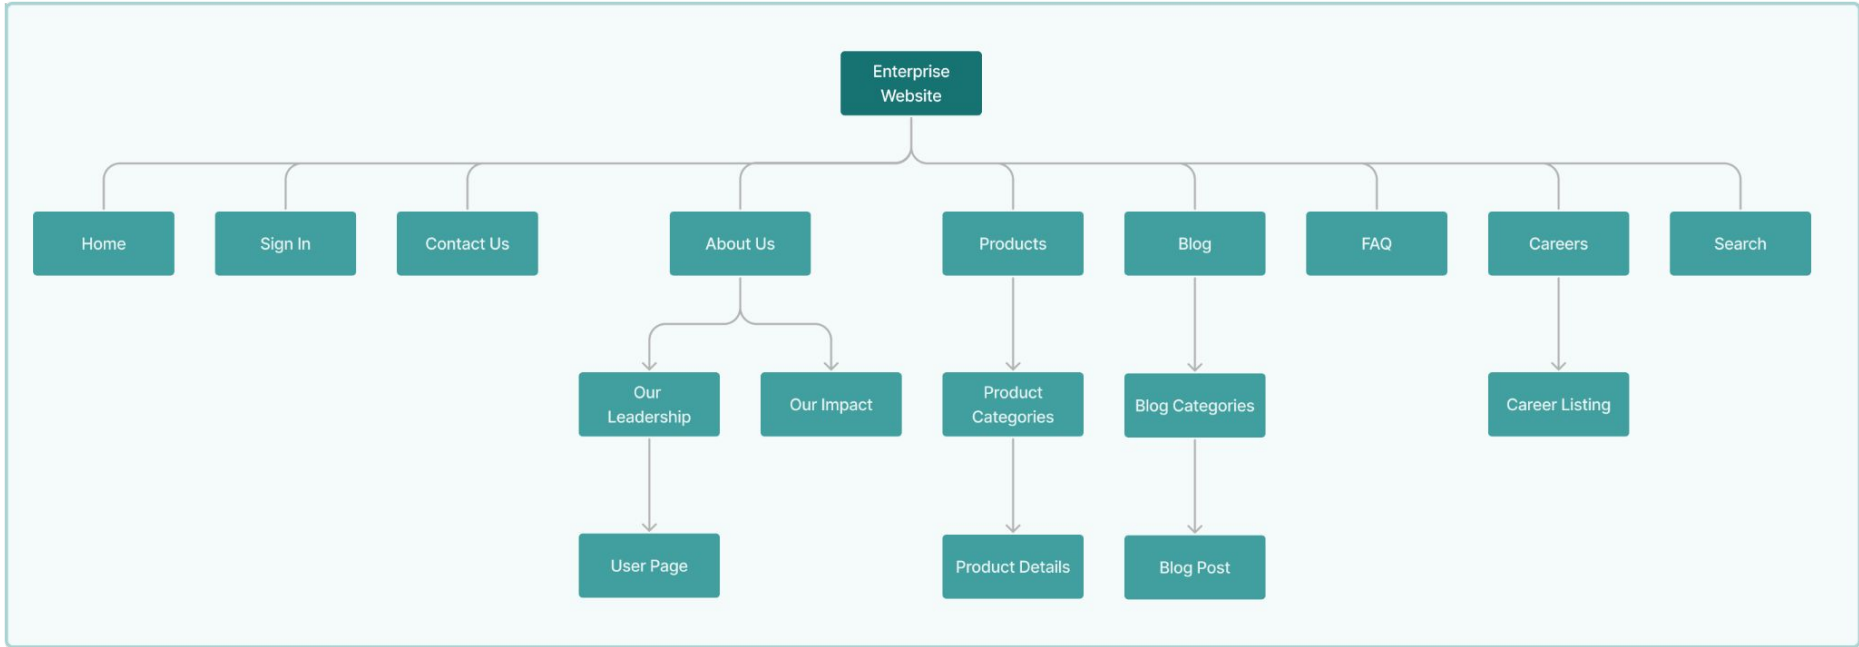 Enterprise
Website
Home
Sign In
Contact Us
About Us
Products
Blog
FAQ
Careers
Search
Our
Leadership
Our Impact
Product
Categories
Blog Categories
Career Listing
User Page
Product Details
Blog Post